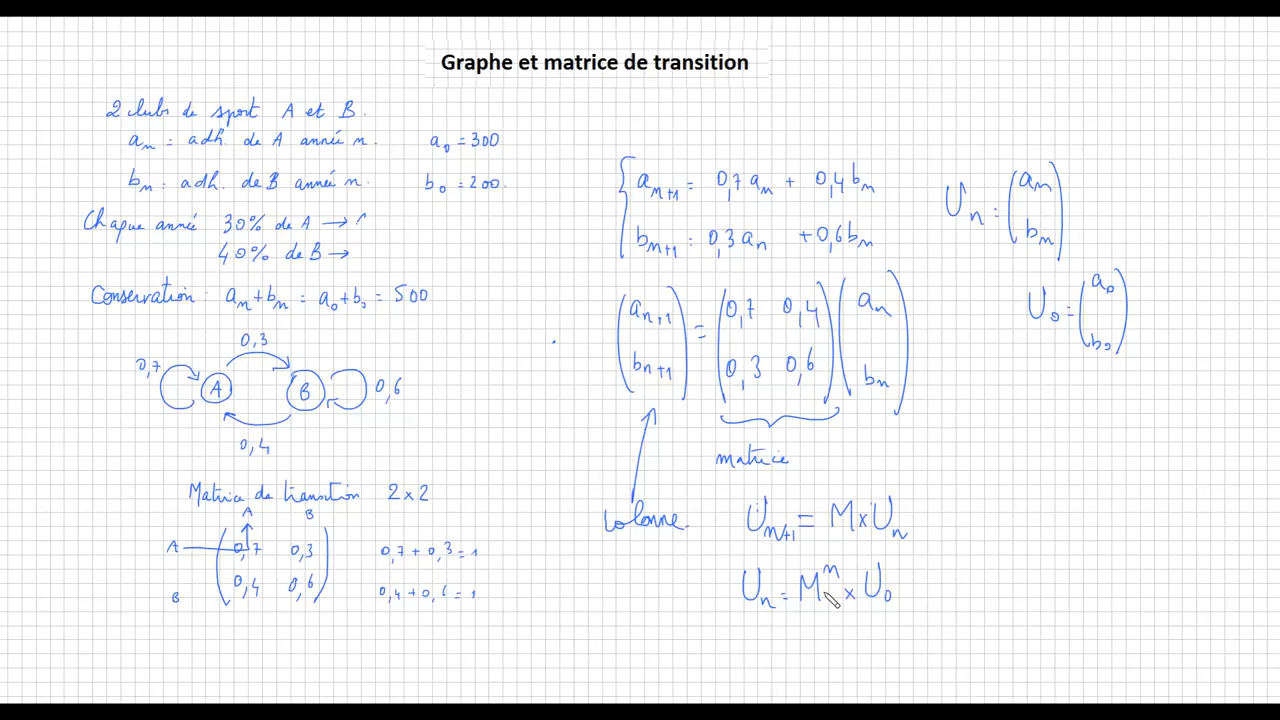 Graphe et matrice de transition
2 clubs de sport A et B.
an = adh. de A année n. a0 = 300
bn = adh. de B année n. b0 = 200.
Chaque année 30% de A →
40% de B →
Conservation : an + bn = a0 + b0 = 500
0,3
0,7 A B 0,6
0,4
Matrice de transition 2 × 2
A B
A 0,7 0,3 0,7 + 0,3 = 1
B 0,4 0,6 0,4 + 0,6 = 1
an+1 = 0,7 an + 0,4 bn
bn+1 = 0,3 an + 0,6 bn
Un = (an
bn)
U0 = (a0
b0)
(an+1 = (0,7 0,4) (an
bn+1) (0,3 0,6) bn)
matrice
colonne.
Un+1 = M × Un
Un = M^n × U0